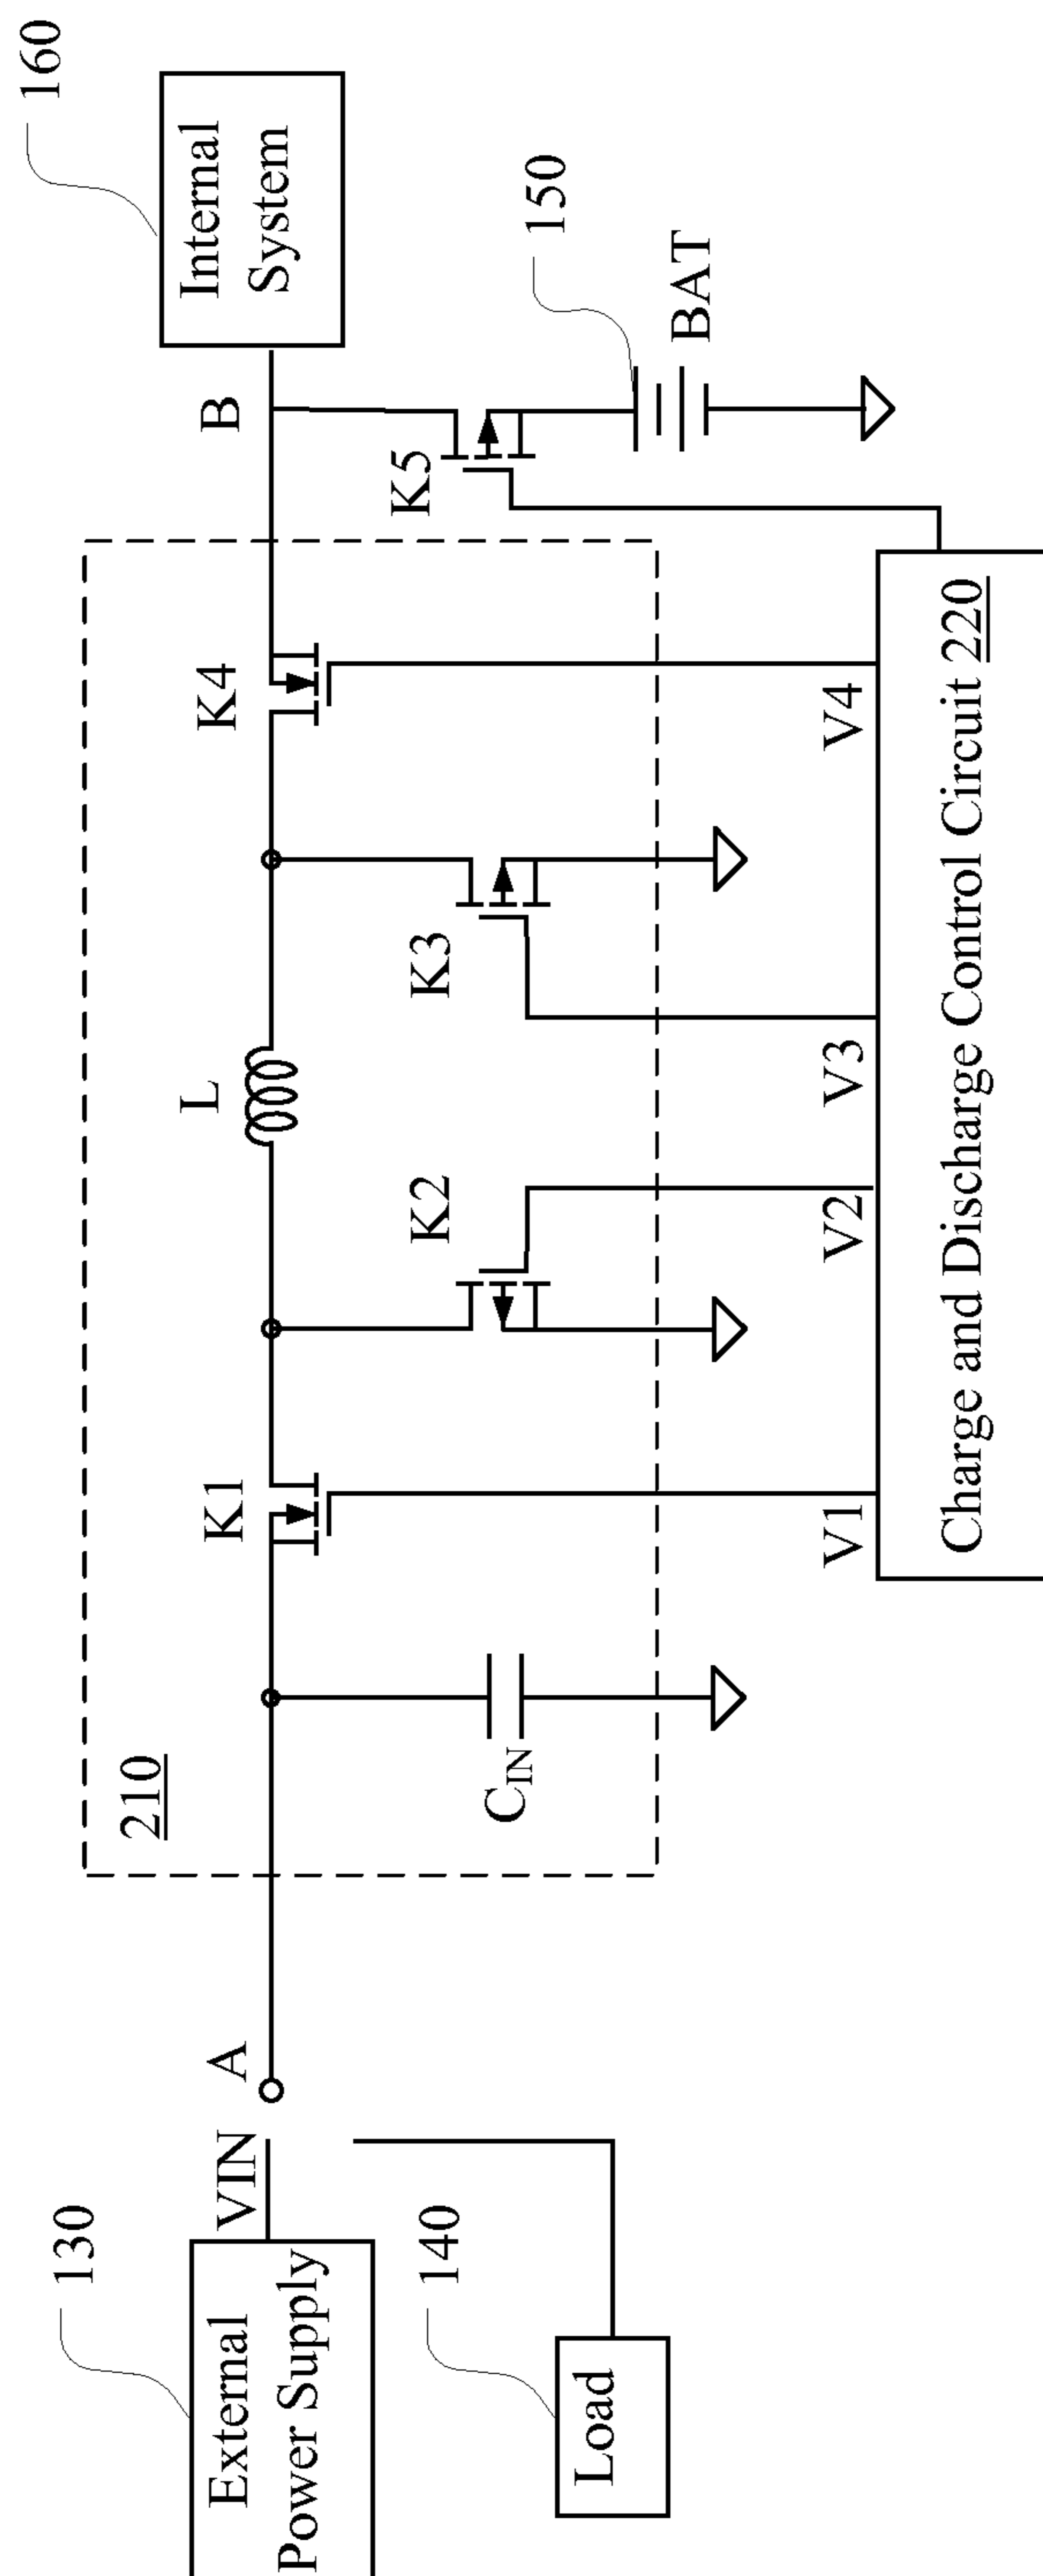 130
External
Power Supply
VIN
A
140
Load
210
C_IN
K1
K2
L
K3
K4
B
K5
150
BAT
160
Internal
System
V1
V2
V3
V4
Charge and Discharge Control Circuit 220